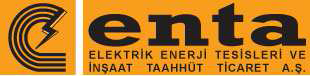 enta
ELEKTRİK ENERJİ TESİSLERİ VE
İNŞAAT TAAHHÜT TİCARET A.Ş.